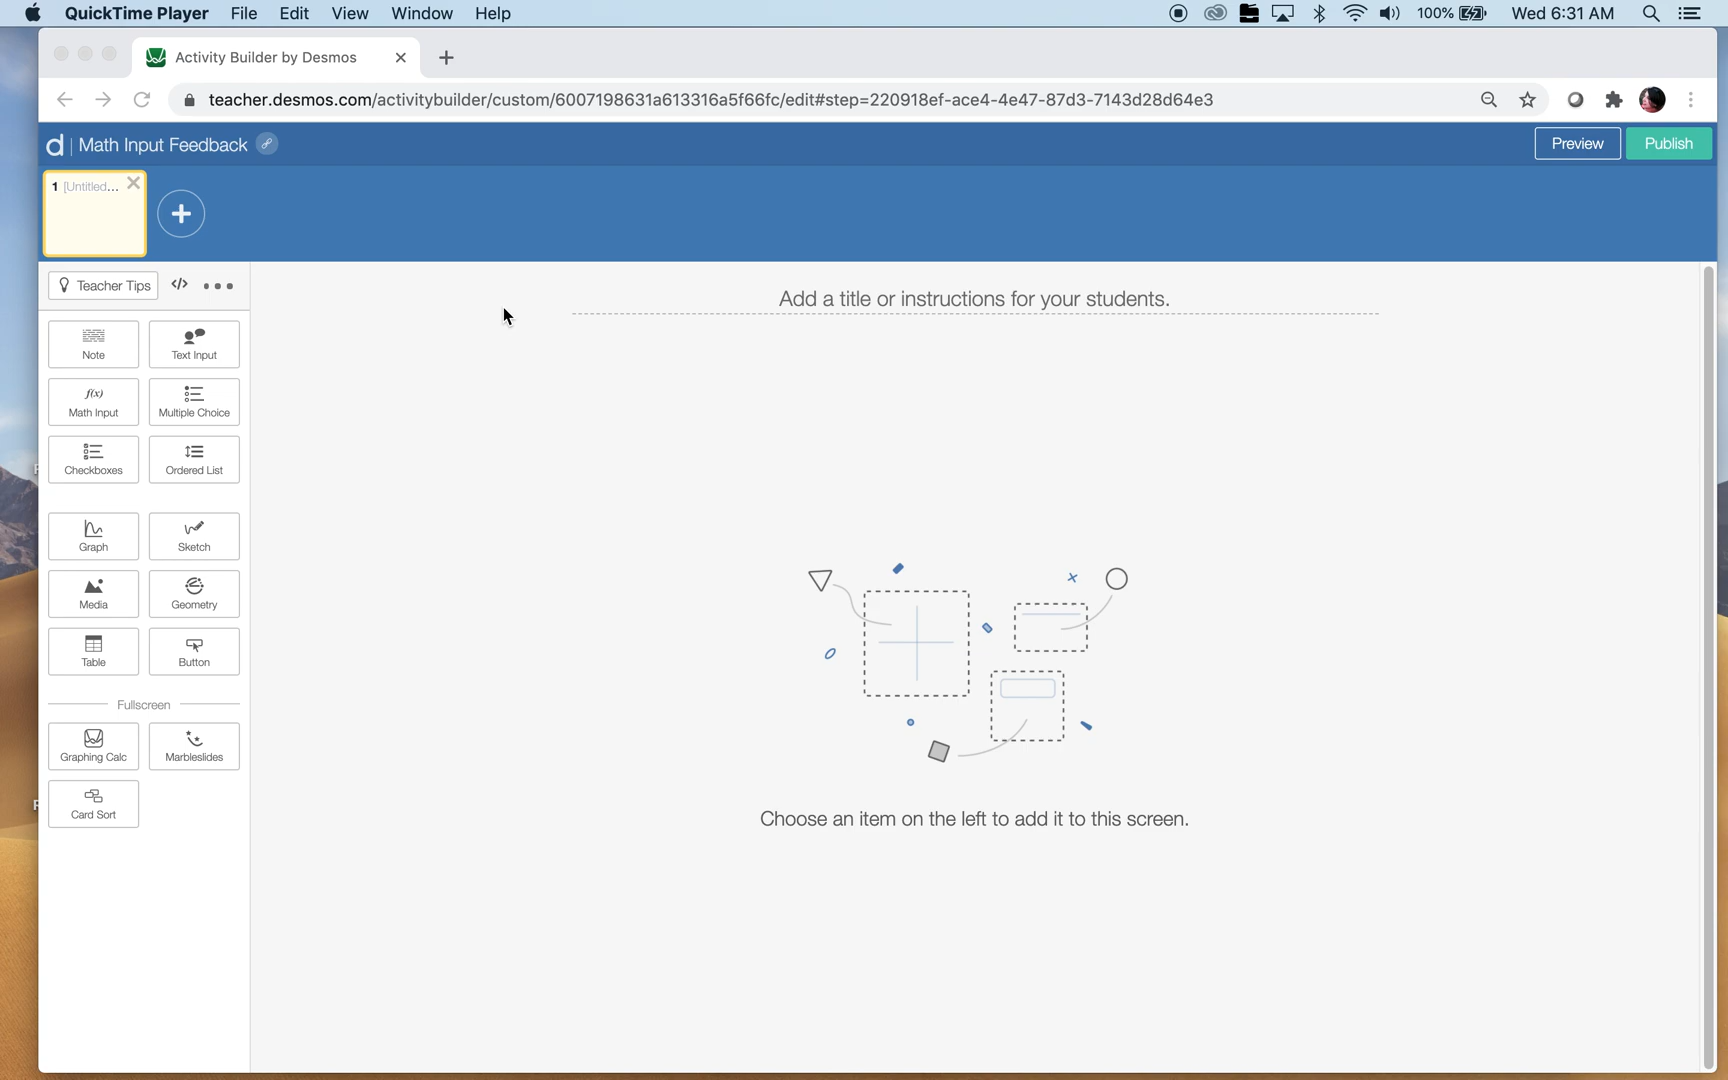 QuickTime Player File Edit View Window Help 100% Wed 6:31 AM
Activity Builder by Desmos
teacher.desmos.com/activitybuilder/custom/6007198631a613316a5f66fc/edit#step=220918ef-ace4-4e47-87d3-7143d28d64e3
d | Math Input Feedback Preview Publish
1 [Untitled...
Teacher Tips </>
Add a title or instructions for your students.
Note Text Input
f(x)
Math Input Multiple Choice
Checkboxes Ordered List
Graph Sketch
Media Geometry
Table Button
Fullscreen
Graphing Calc Marbleslides
Card Sort
Choose an item on the left to add it to this screen.